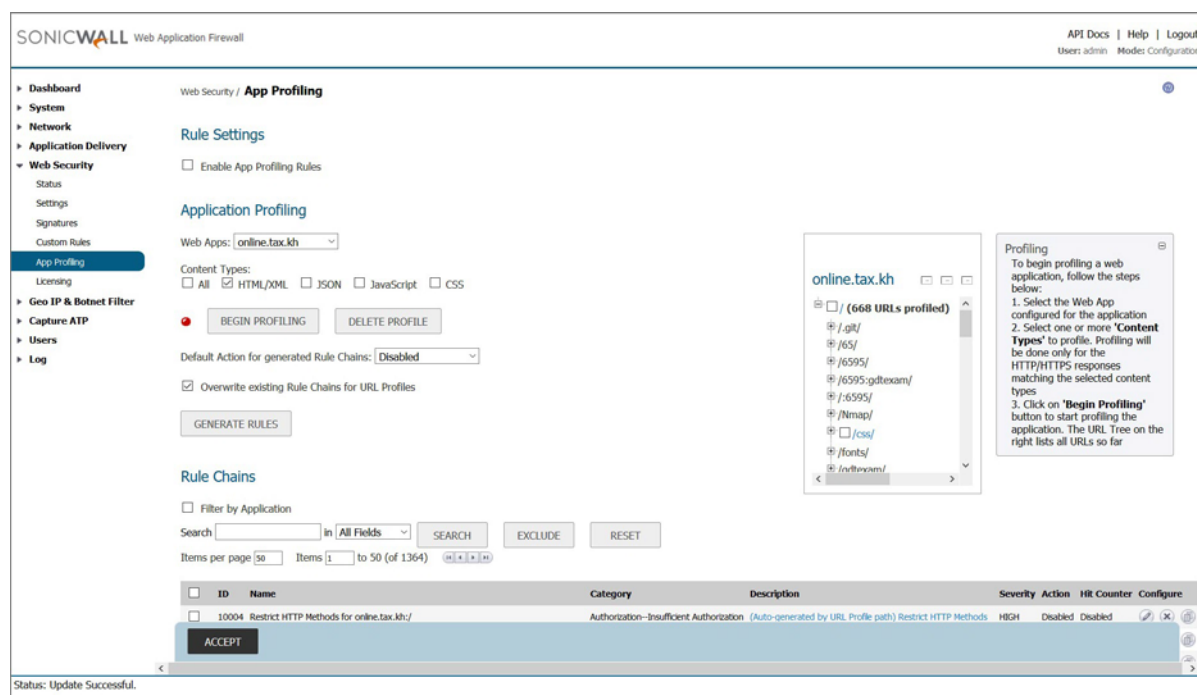 SONICWALL Web Application Firewall
API Docs | Help | Logout
User: admin Mode: Configuration
Dashboard
System
Network
Application Delivery
Web Security
Status
Settings
Signatures
Custom Rules
App Profiling
Licensing
Geo IP & Botnet Filter
Capture ATP
Users
Log
Web Security / App Profiling
Rule Settings
Enable App Profiling Rules
Application Profiling
Web Apps: online.tax.kh
Content Types:
All HTML/XML JSON JavaScript CSS
BEGIN PROFILING DELETE PROFILE
Default Action for generated Rule Chains: Disabled
Overwrite existing Rule Chains for URL Profiles
GENERATE RULES
online.tax.kh
/ (668 URLs profiled)
/.git/
/65/
/6595/
/6595:gdtexam/
/:6595/
/Nmap/
/css/
/fonts/
/gdtexam/
Profiling
To begin profiling a web
application, follow the steps
below:
1. Select the Web App
configured for the application
2. Select one or more 'Content
Types' to profile. Profiling will
be done only for the
HTTP/HTTPS responses
matching the selected content
types
3. Click on 'Begin Profiling'
button to start profiling the
application. The URL Tree on the
right lists all URLs so far
Rule Chains
Filter by Application
Search in All Fields SEARCH EXCLUDE RESET
Items per page 50 Items 1 to 50 (of 1364)
ID Name Category Description Severity Action Hit Counter Configure
10004 Restrict HTTP Methods for online.tax.kh:/ Authorization--Insufficient Authorization (Auto-generated by URL Profile path) Restrict HTTP Methods HIGH Disabled Disabled
ACCEPT
Status: Update Successful.